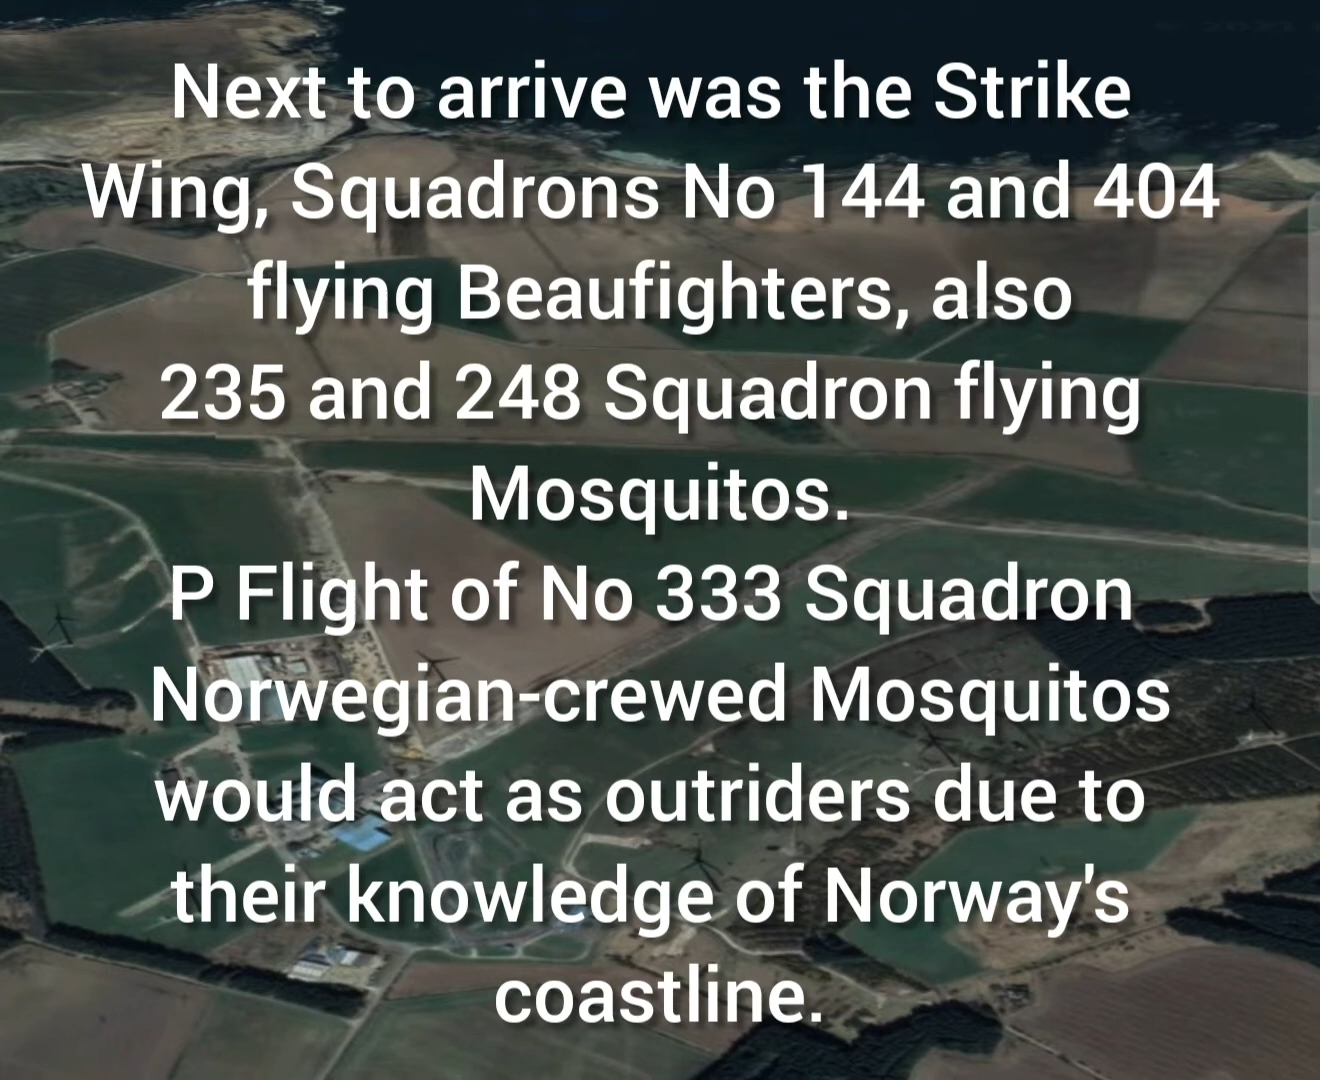 Next to arrive was the Strike
Wing, Squadrons No 144 and 404
flying Beaufighters, also
235 and 248 Squadron flying
Mosquitos.
P Flight of No 333 Squadron
Norwegian-crewed Mosquitos
would act as outriders due to
their knowledge of Norway's
coastline.